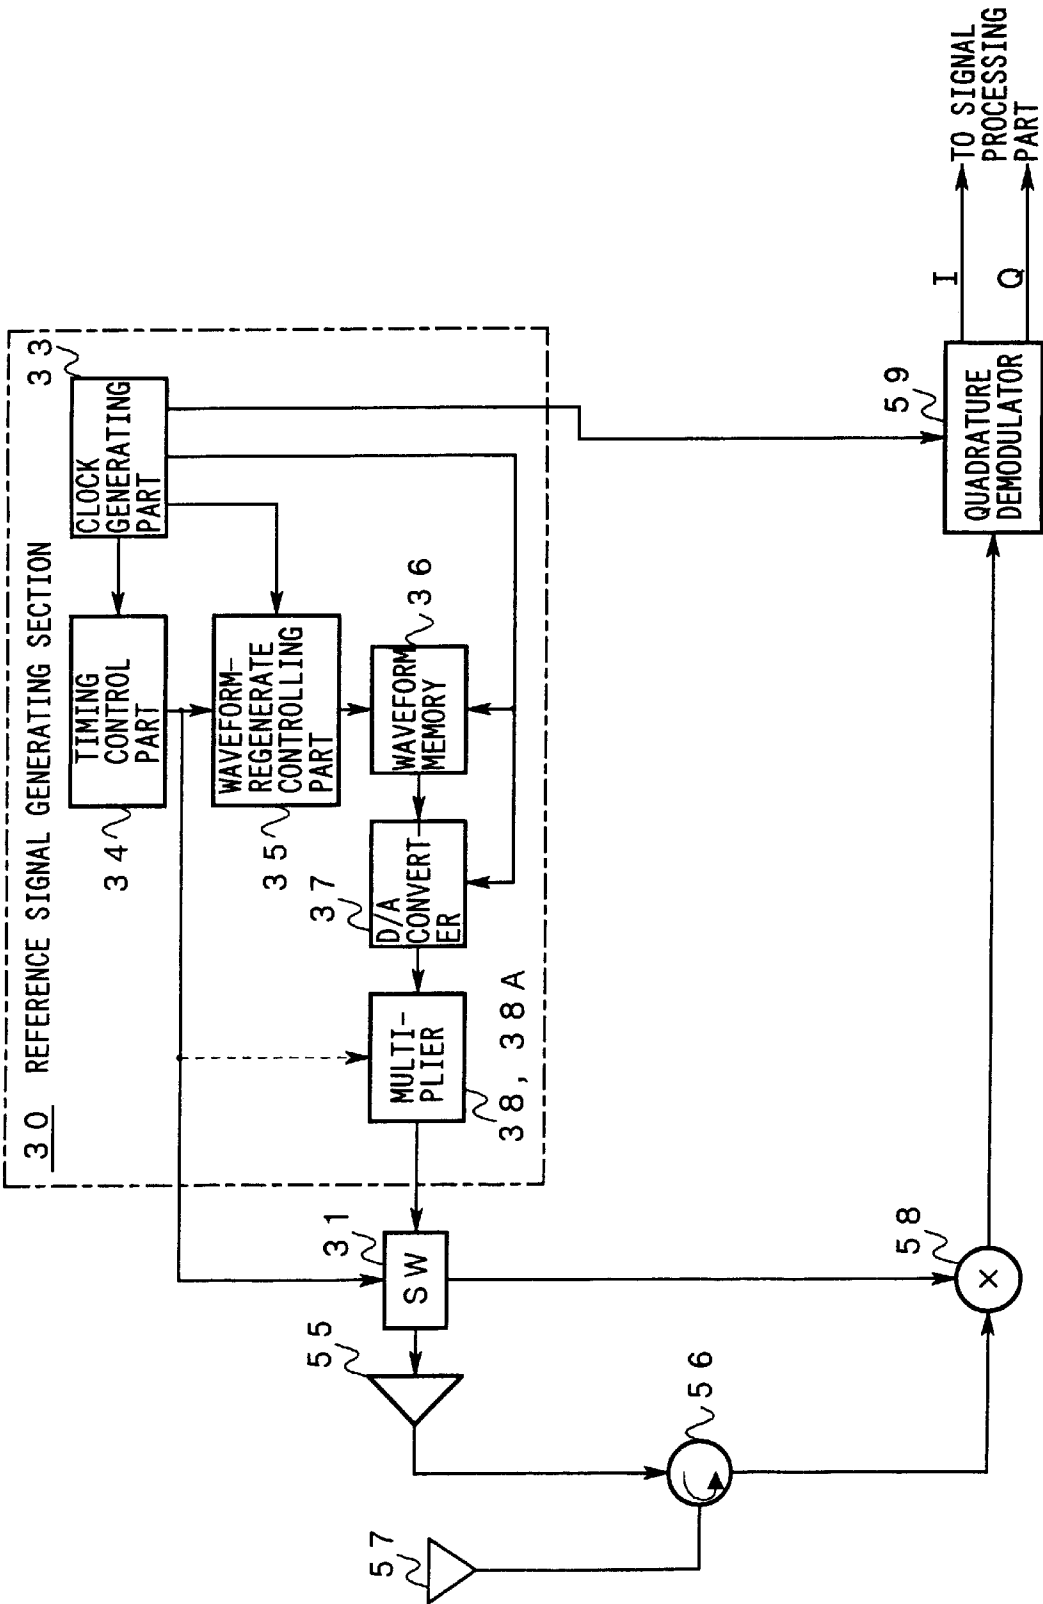 30 REFERENCE SIGNAL GENERATING SECTION
33
CLOCK
GENERATING
PART
34
TIMING
CONTROL
PART
35
WAVEFORM-
REGENERATE
CONTROLLING
PART
36
WAVEFORM
MEMORY
37
D/A
CONVERT-
ER
38, 38A
MULTI-
PLIER
31
SW
55
56
57
58
×
59
QUADRATURE
DEMODULATOR
I
Q
TO SIGNAL
PROCESSING
PART